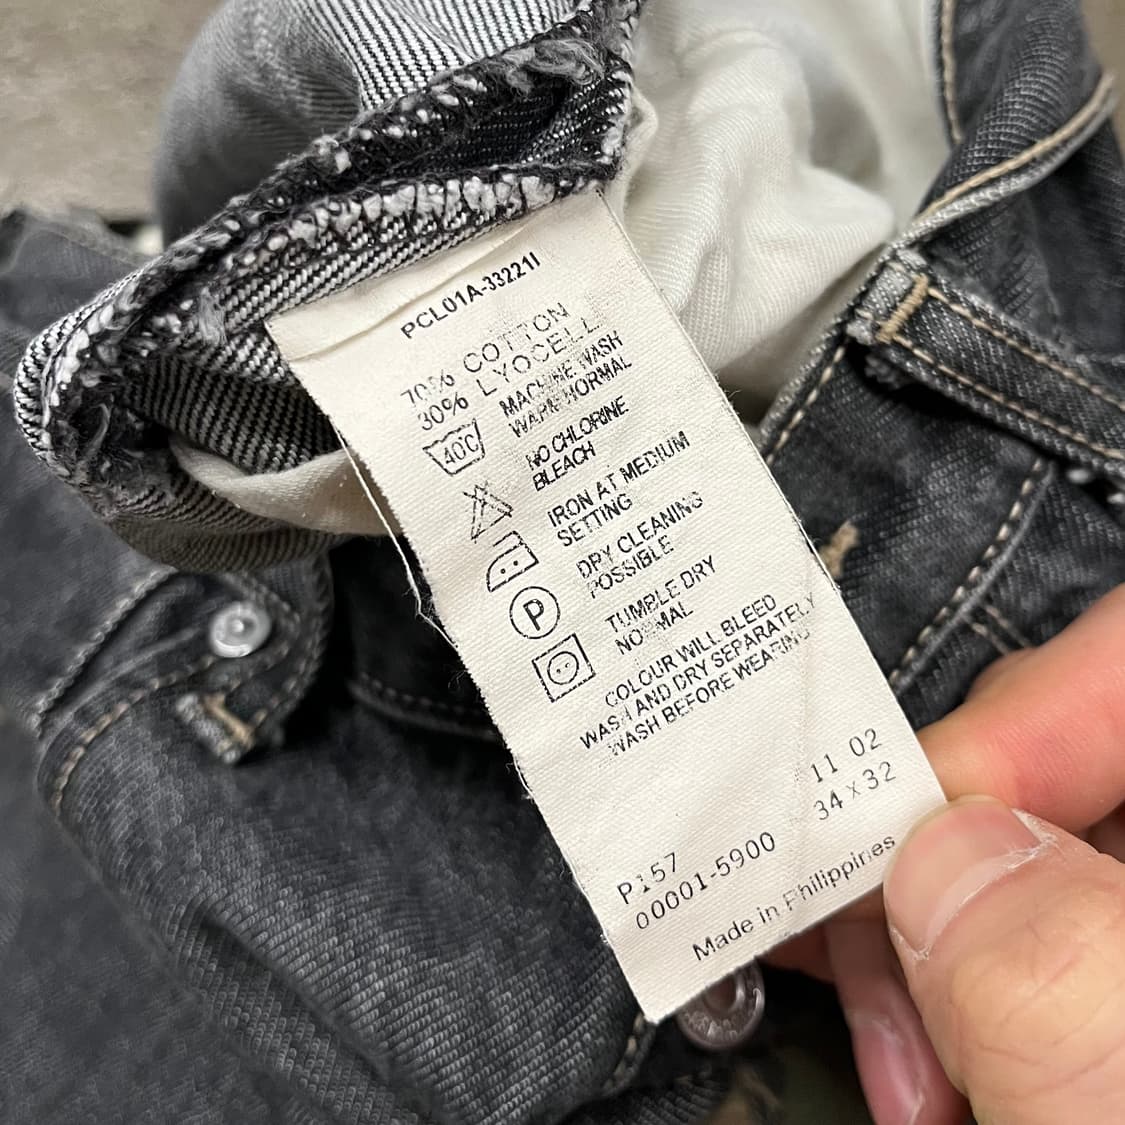 PCL01A-33221I
70% COTTON
30% LYOCELL
MACHINE WASH
WARM NORMAL
40°C
NO CHLORINE
BLEACH
IRON AT MEDIUM
SETTING
DRY CLEANING
POSSIBLE
P
TUMBLE DRY
NORMAL
COLOUR WILL BLEED
WASH AND DRY SEPARATELY
WASH BEFORE WEARING
11 02
34 x 32
P157
00001-5900
Made in Philippines